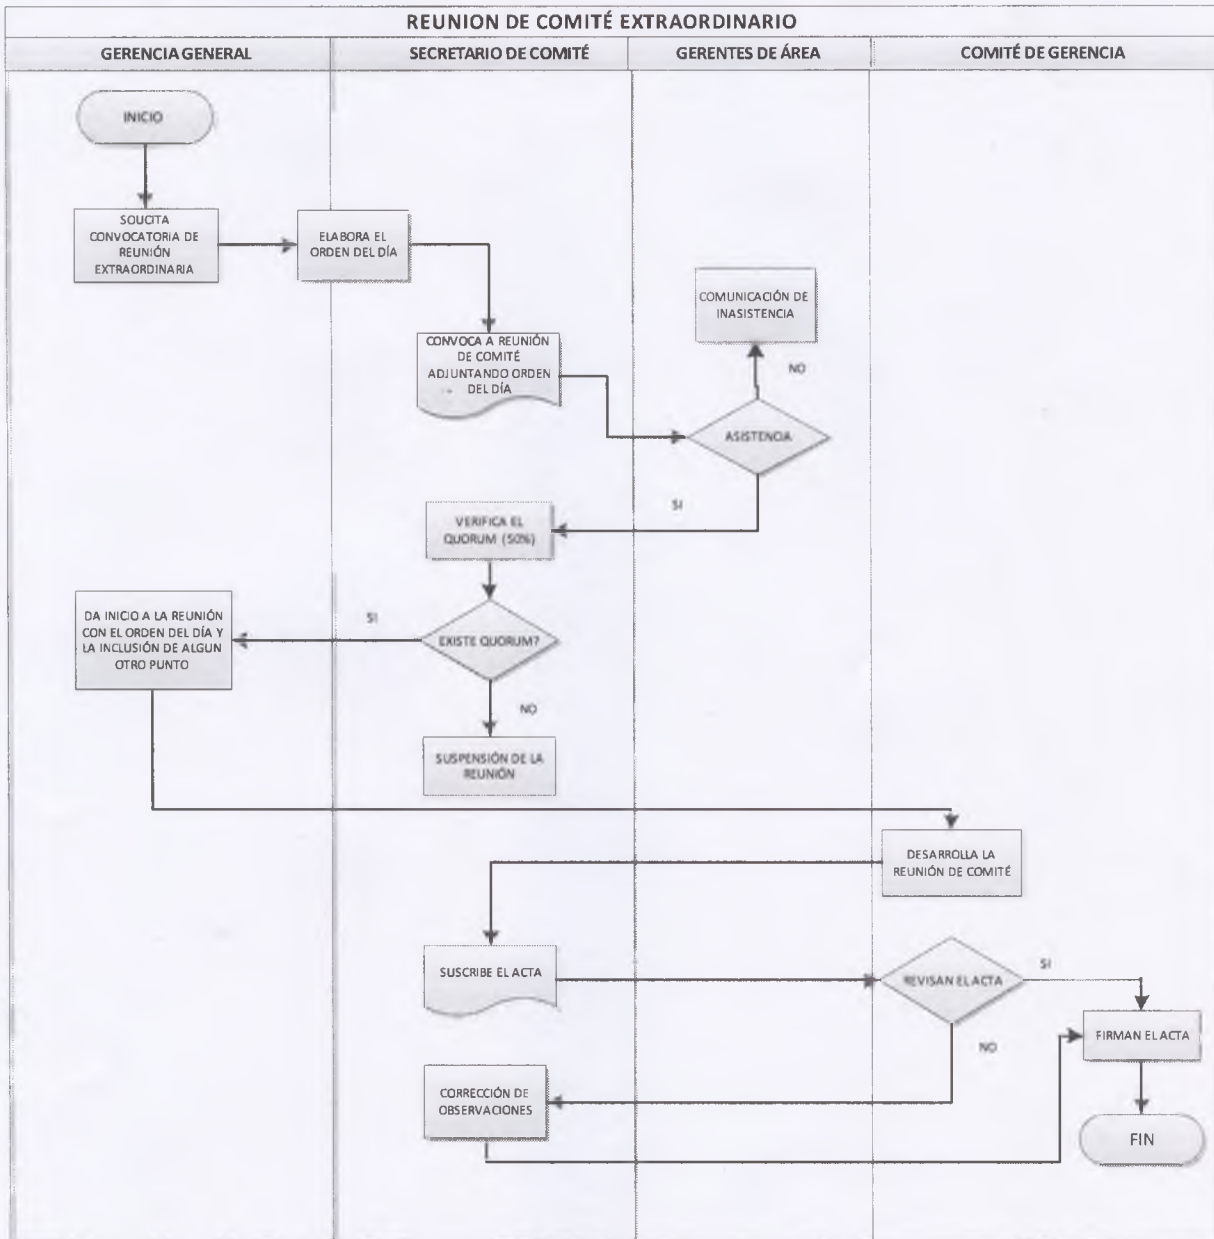 REUNION DE COMITÉ EXTRAORDINARIO
GERENCIA GENERAL
SECRETARIO DE COMITÉ
GERENTES DE ÁREA
COMITÉ DE GERENCIA
INICIO
SOLICITA
CONVOCATORIA DE
REUNIÓN
EXTRAORDINARIA
ELABORA EL
ORDEN DEL DÍA
CONVOCA A REUNIÓN
DE COMITÉ
ADJUNTANDO ORDEN
DEL DÍA
COMUNICACIÓN DE
INASISTENCIA
NO
ASISTENCIA
SI
VERIFICA EL
QUORUM (50%)
EXISTE QUORUM?
SI
DA INICIO A LA REUNIÓN
CON EL ORDEN DEL DÍA Y
LA INCLUSIÓN DE ALGUN
OTRO PUNTO
NO
SUSPENSIÓN DE LA
REUNIÓN
DESARROLLA LA
REUNIÓN DE COMITÉ
SUSCRIBE EL ACTA
REVISAN EL ACTA
SI
NO
FIRMAN EL ACTA
CORRECCIÓN DE
OBSERVACIONES
FIN